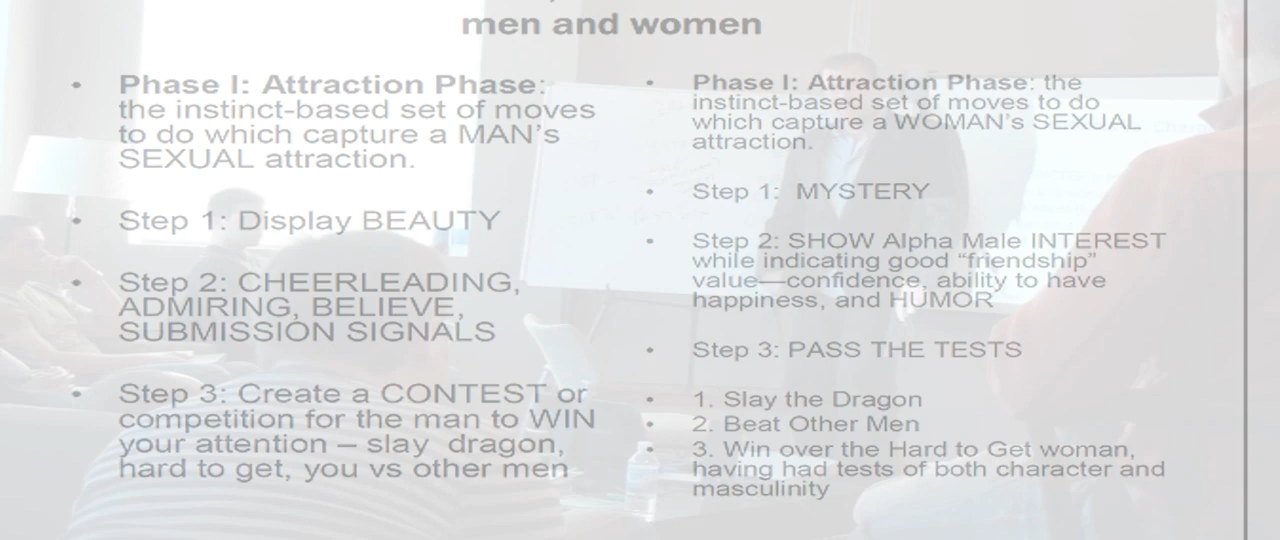 men and women
• Phase I: Attraction Phase:
the instinct-based set of moves
to do which capture a MAN’s
SEXUAL attraction.
• Step 1: Display BEAUTY
• Step 2: CHEERLEADING,
ADMIRING, BELIEVE,
SUBMISSION SIGNALS
• Step 3: Create a CONTEST or
competition for the man to WIN
your attention – slay dragon,
hard to get, you vs other men
• Phase I: Attraction Phase: the
instinct-based set of moves to do
which capture a WOMAN’s SEXUAL
attraction.
• Step 1: MYSTERY
• Step 2: SHOW Alpha Male INTEREST
while indicating good “friendship”
value—confidence, ability to have
happiness, and HUMOR
• Step 3: PASS THE TESTS
• 1. Slay the Dragon
• 2. Beat Other Men
• 3. Win over the Hard to Get woman,
having had tests of both character and
masculinity